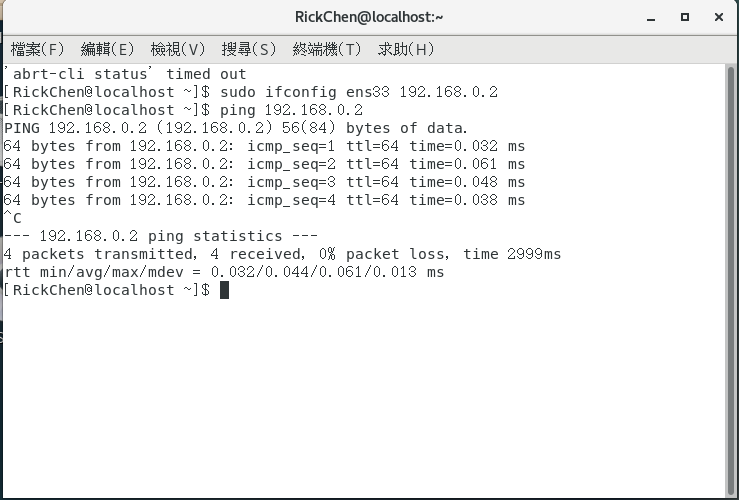 RickChen@localhost:~
檔案(F) 編輯(E) 檢視(V) 搜尋(S) 終端機(T) 求助(H)
'abrt-cli status' timed out
[RickChen@localhost ~]$ sudo ifconfig ens33 192.168.0.2
[RickChen@localhost ~]$ ping 192.168.0.2
PING 192.168.0.2 (192.168.0.2) 56(84) bytes of data.
64 bytes from 192.168.0.2: icmp_seq=1 ttl=64 time=0.032 ms
64 bytes from 192.168.0.2: icmp_seq=2 ttl=64 time=0.061 ms
64 bytes from 192.168.0.2: icmp_seq=3 ttl=64 time=0.048 ms
64 bytes from 192.168.0.2: icmp_seq=4 ttl=64 time=0.038 ms
^C
--- 192.168.0.2 ping statistics ---
4 packets transmitted, 4 received, 0% packet loss, time 2999ms
rtt min/avg/max/mdev = 0.032/0.044/0.061/0.013 ms
[RickChen@localhost ~]$